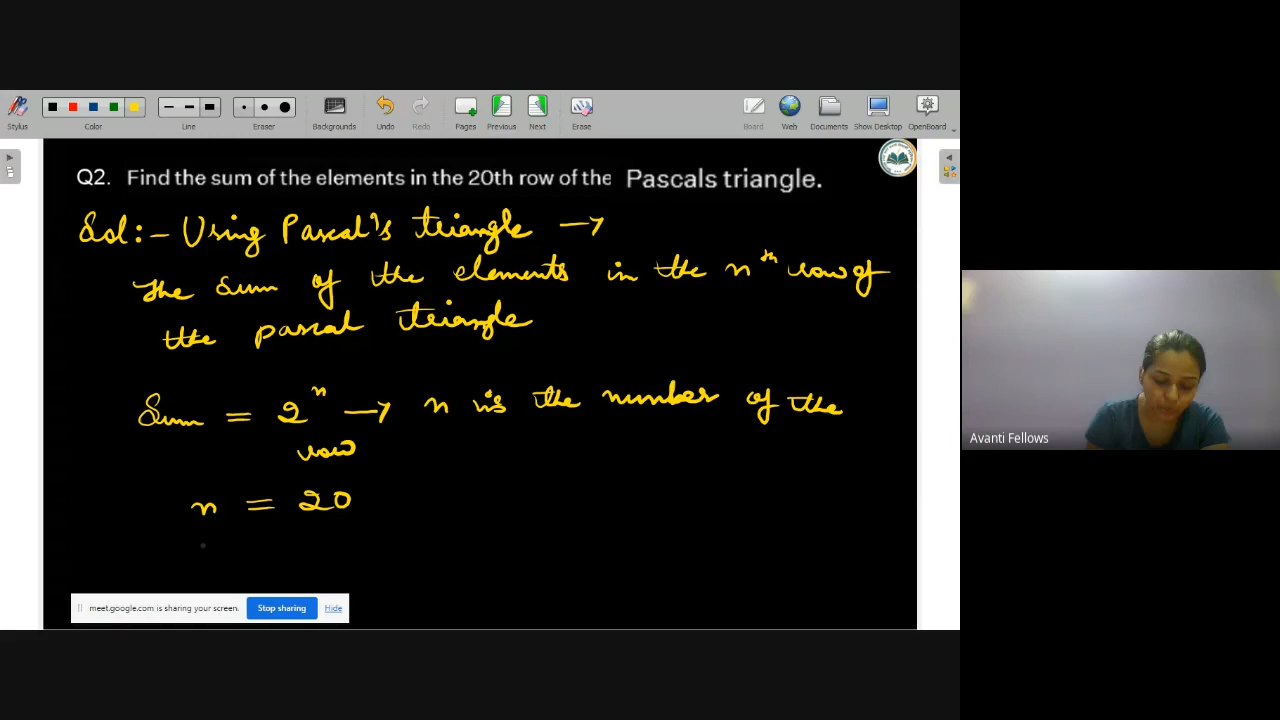 Stylus
Color
Line
Eraser
Backgrounds
Undo
Redo
Pages
Previous
Next
Erase
Board
Web
Documents
Show Desktop
OpenBoard
Q2. Find the sum of the elements in the 20th row of the Pascals triangle.
Sol:- Using Pascal's triangle →
The sum of the elements in the nth row of
the pascal triangle
Sum = 2^n → n is the number of the
row
n = 20
meet.google.com is sharing your screen. Stop sharing Hide
Avanti Fellows